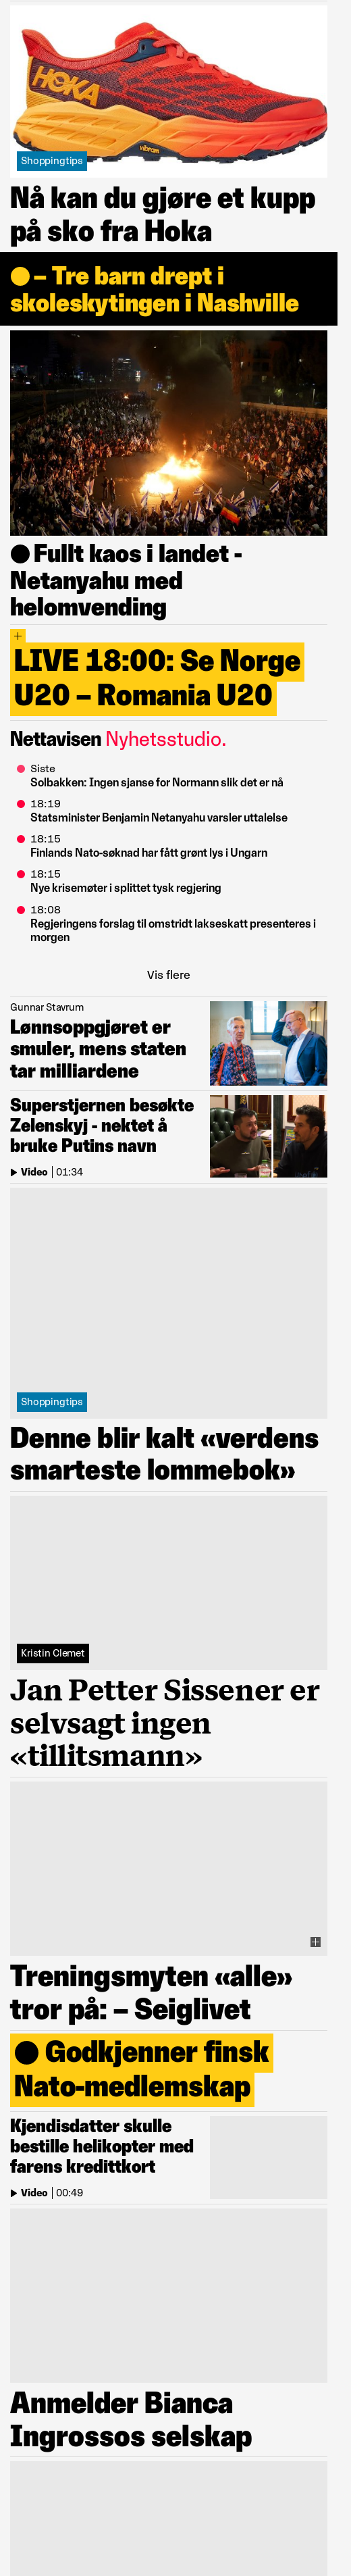 HOKA
vibram
Shoppingtips
Nå kan du gjøre et kupp
på sko fra Hoka
– Tre barn drept i
skoleskytingen i Nashville
Fullt kaos i landet -
Netanyahu med
helomvending
+
LIVE 18:00: Se Norge
U20 – Romania U20
Nettavisen Nyhetsstudio.
Siste
Solbakken: Ingen sjanse for Normann slik det er nå
18:19
Statsminister Benjamin Netanyahu varsler uttalelse
18:15
Finlands Nato-søknad har fått grønt lys i Ungarn
18:15
Nye krisemøter i splittet tysk regjering
18:08
Regjeringens forslag til omstridt lakseskatt presenteres i
morgen
Vis flere
Gunnar Stavrum
Lønnsoppgjøret er
smuler, mens staten
tar milliardene
Superstjernen besøkte
Zelenskyj - nektet å
bruke Putins navn
Video | 01:34
Shoppingtips
Denne blir kalt «verdens
smarteste lommebok»
Kristin Clemet
Jan Petter Sissener er
selvsagt ingen
«tillitsmann»
Treningsmyten «alle»
tror på: – Seiglivet
Godkjenner finsk
Nato-medlemskap
Kjendisdatter skulle
bestille helikopter med
farens kredittkort
Video | 00:49
Anmelder Bianca
Ingrossos selskap